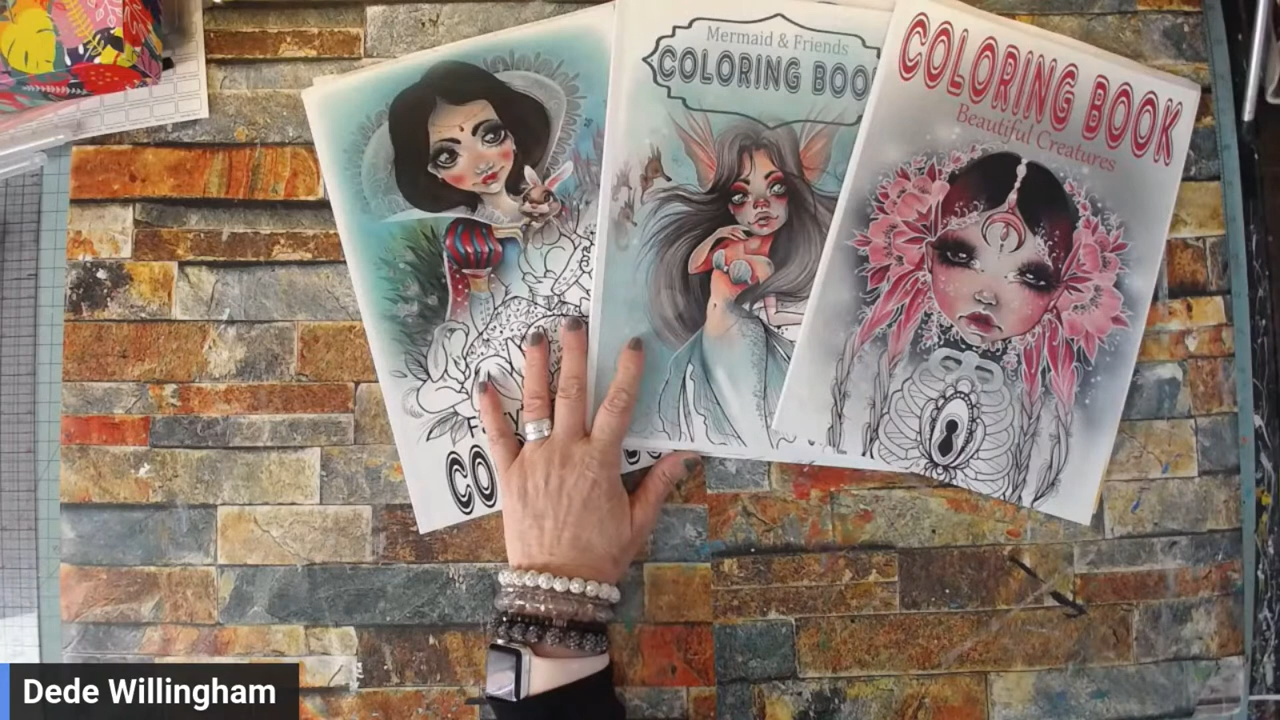 Mermaid & Friends
COLORING BOO
COLORING BOOK
Beautiful Creatures
CO
Dede Willingham